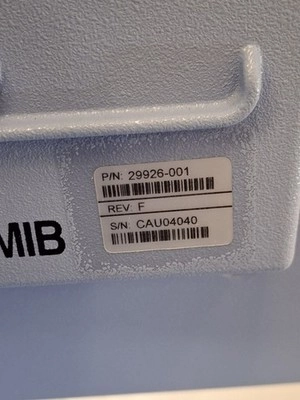 P/N: 29926-001
REV: F
S/N: CAU04040
MIB